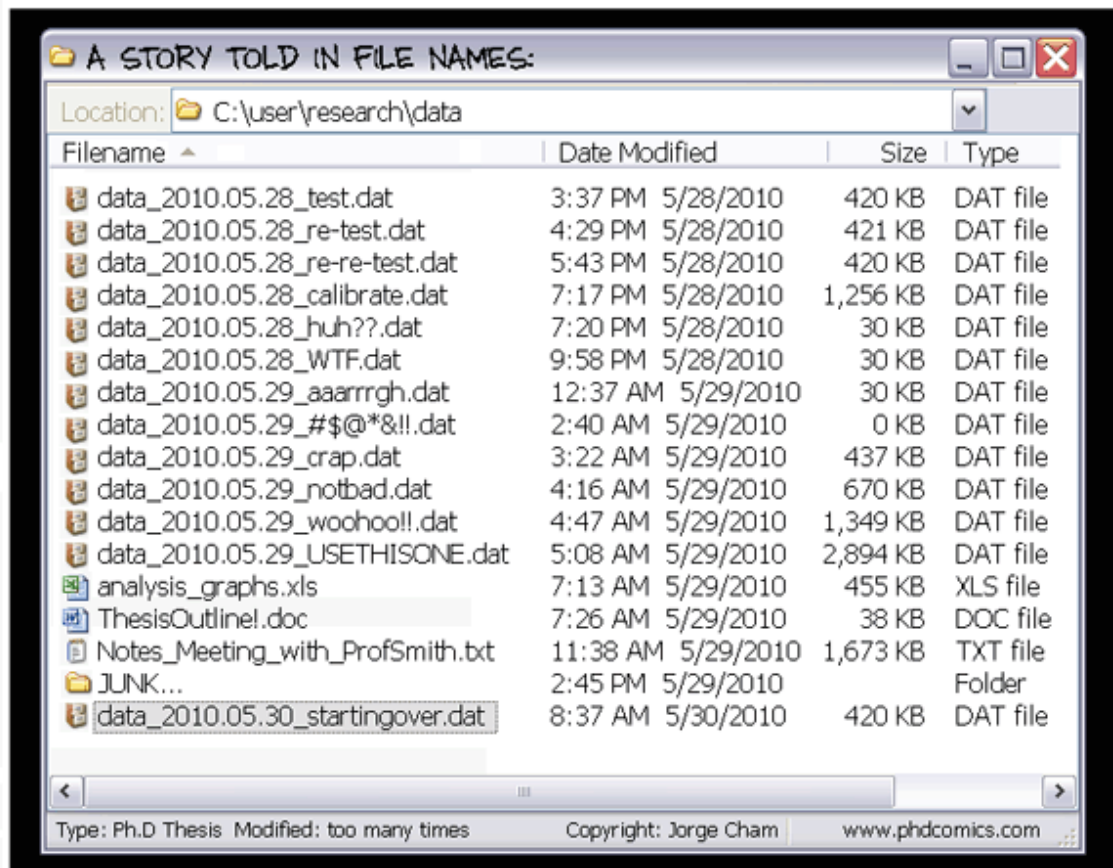 A STORY TOLD IN FILE NAMES:
Location: C:\user\research\data
Filename Date Modified Size Type
data_2010.05.28_test.dat 3:37 PM 5/28/2010 420 KB DAT file
data_2010.05.28_re-test.dat 4:29 PM 5/28/2010 421 KB DAT file
data_2010.05.28_re-re-test.dat 5:43 PM 5/28/2010 420 KB DAT file
data_2010.05.28_calibrate.dat 7:17 PM 5/28/2010 1,256 KB DAT file
data_2010.05.28_huh??.dat 7:20 PM 5/28/2010 30 KB DAT file
data_2010.05.28_WTF.dat 9:58 PM 5/28/2010 30 KB DAT file
data_2010.05.29_aaarrrgh.dat 12:37 AM 5/29/2010 30 KB DAT file
data_2010.05.29_#$@*&!!.dat 2:40 AM 5/29/2010 0 KB DAT file
data_2010.05.29_crap.dat 3:22 AM 5/29/2010 437 KB DAT file
data_2010.05.29_notbad.dat 4:16 AM 5/29/2010 670 KB DAT file
data_2010.05.29_woohoo!!.dat 4:47 AM 5/29/2010 1,349 KB DAT file
data_2010.05.29_USETHISONE.dat 5:08 AM 5/29/2010 2,894 KB DAT file
analysis_graphs.xls 7:13 AM 5/29/2010 455 KB XLS file
ThesisOutline!.doc 7:26 AM 5/29/2010 38 KB DOC file
Notes_Meeting_with_ProfSmith.txt 11:38 AM 5/29/2010 1,673 KB TXT file
JUNK... 2:45 PM 5/29/2010 Folder
data_2010.05.30_startingover.dat 8:37 AM 5/30/2010 420 KB DAT file
Type: Ph.D Thesis Modified: too many times Copyright: Jorge Cham www.phdcomics.com